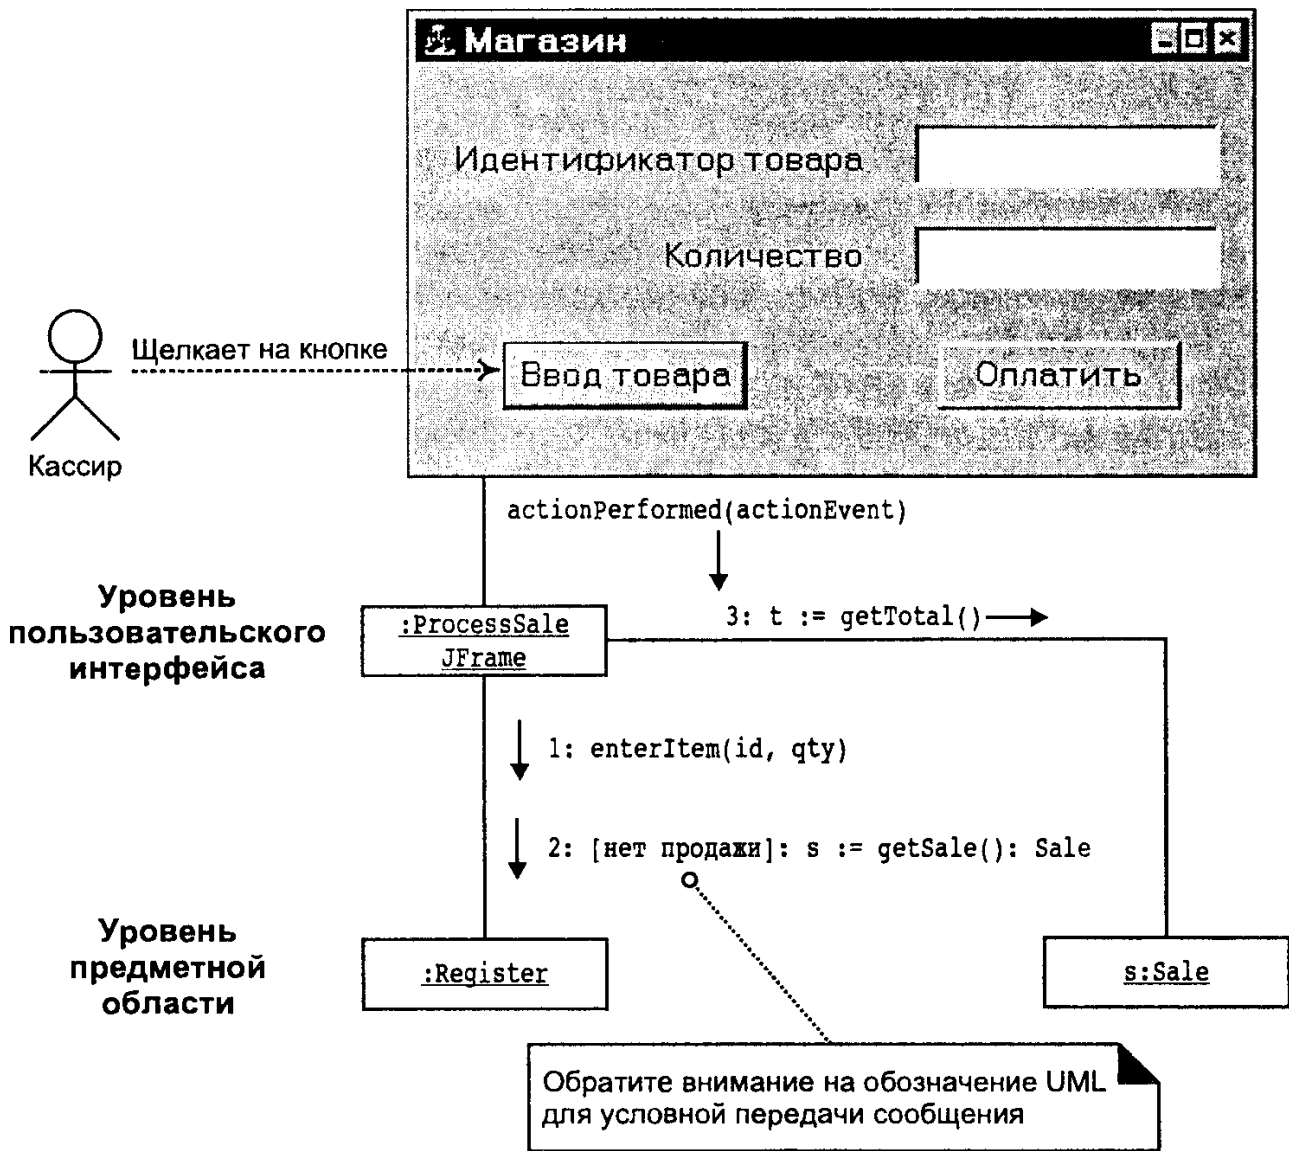 Магазин
Идентификатор товара
Количество
Щелкает на кнопке
Ввод товара
Оплатить
Кассир
actionPerformed(actionEvent)
Уровень
пользовательского
интерфейса
:ProcessSale
JFrame
3: t := getTotal()
1: enterItem(id, qty)
2: [нет продажи]: s := getSale(): Sale
Уровень
предметной
области
:Register
s:Sale
Обратите внимание на обозначение UML
для условной передачи сообщения